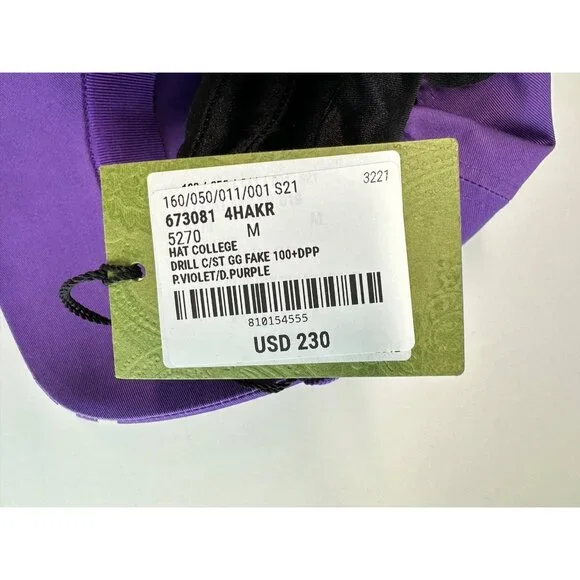 160/050/011/001 S21 3221
673081 4HAKR
5270 M
HAT COLLEGE
DRILL C/ST GG FAKE 100+DPP
P.VIOLET/D.PURPLE
810154555
USD 230